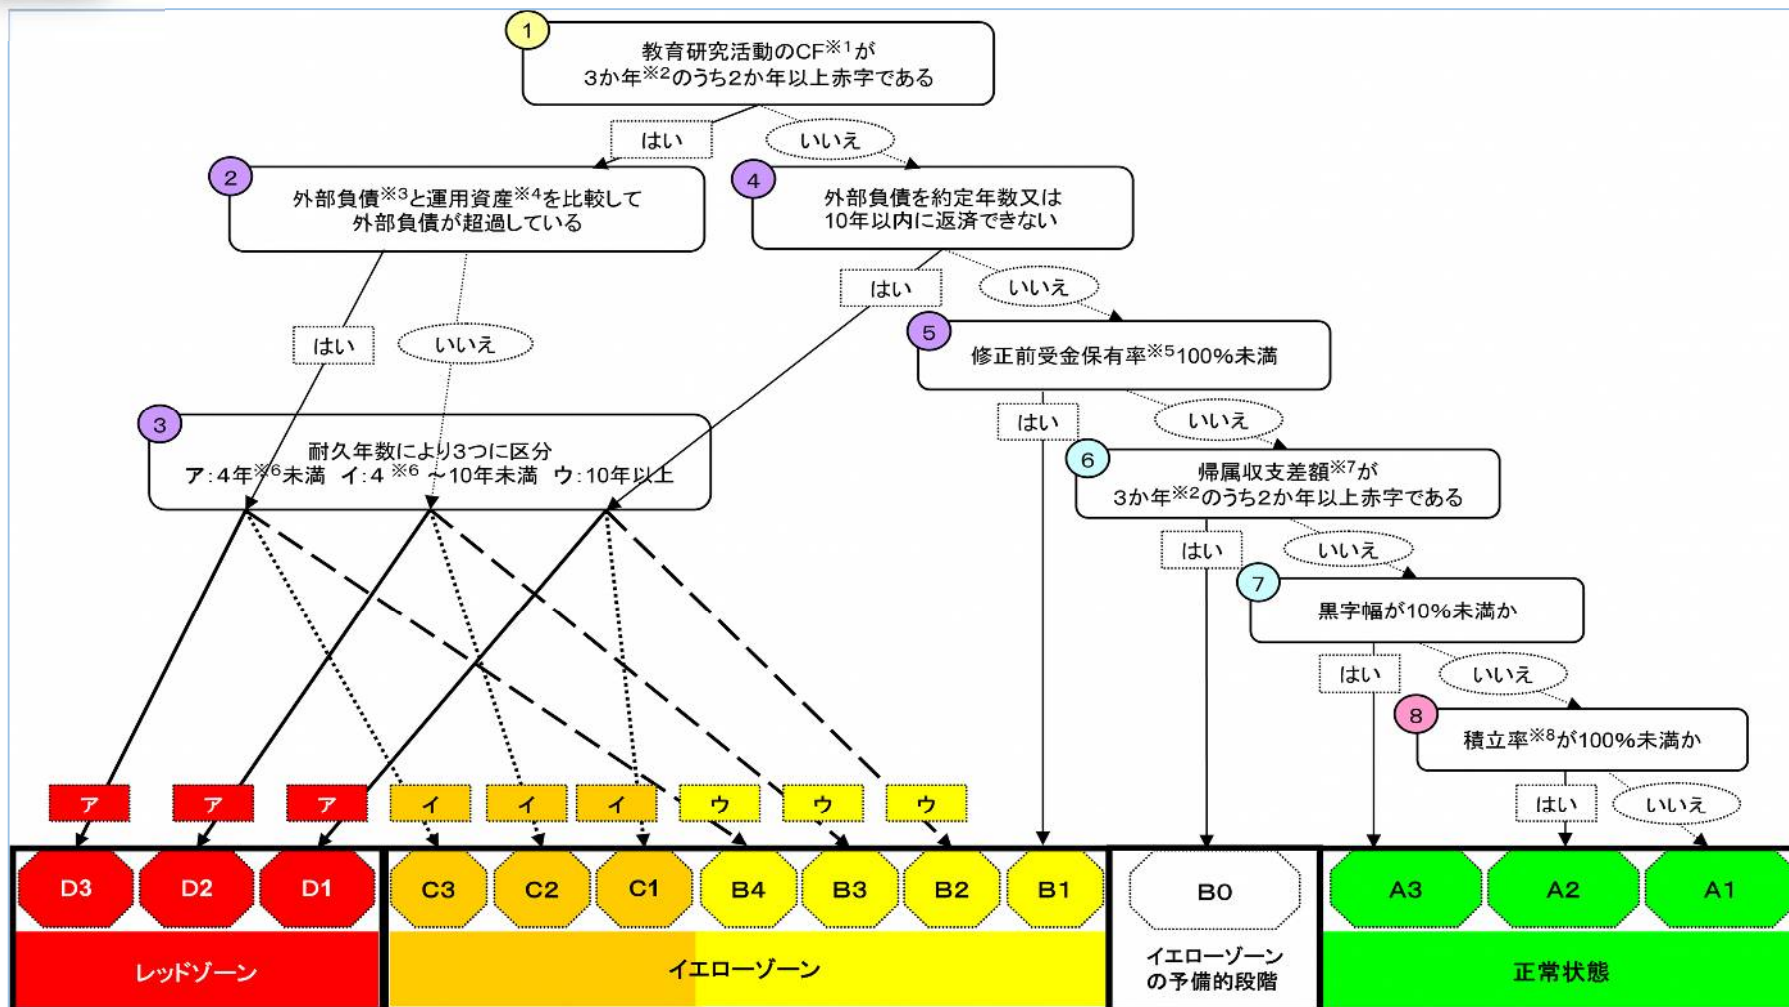 1
教育研究活動のCF※1が
3か年※2のうち2か年以上赤字である
はい
いいえ
2
外部負債※3と運用資産※4を比較して
外部負債が超過している
4
外部負債を約定年数又は
10年以内に返済できない
はい
いいえ
はい
いいえ
5
修正前受金保有率※5100%未満
はい
いいえ
3
耐久年数により3つに区分
ア:4年※6未満 イ:4※6～10年未満 ウ:10年以上
6
帰属収支差額※7が
3か年※2のうち2か年以上赤字である
はい
いいえ
7
黒字幅が10%未満か
はい
いいえ
8
積立率※8が100%未満か
はい
いいえ
ア
ア
ア
イ
イ
イ
ウ
ウ
ウ
D3
D2
D1
C3
C2
C1
B4
B3
B2
B1
B0
A3
A2
A1
レッドゾーン
イエローゾーン
イエローゾーン
の予備的段階
正常状態